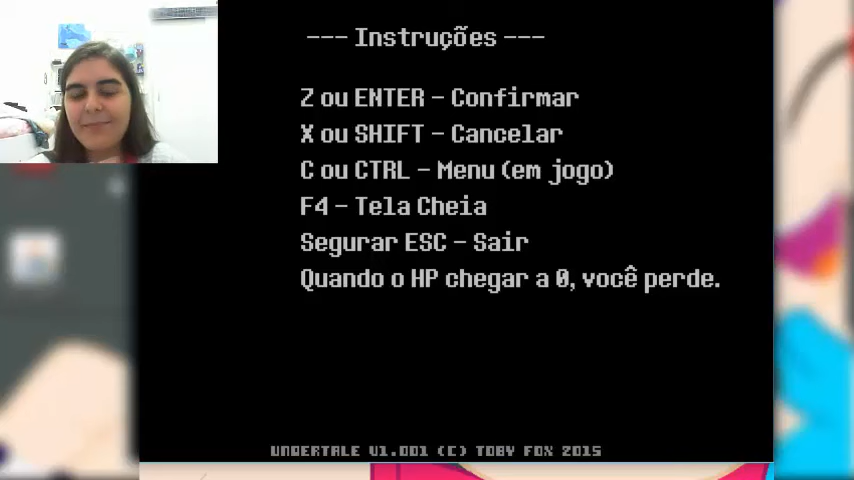 --- Instruções ---
Z ou ENTER - Confirmar
X ou SHIFT - Cancelar
C ou CTRL - Menu (em jogo)
F4 - Tela Cheia
Segurar ESC - Sair
Quando o HP chegar a 0, você perde.
UNDERTALE V1.001 (C) TOBY FOX 2015